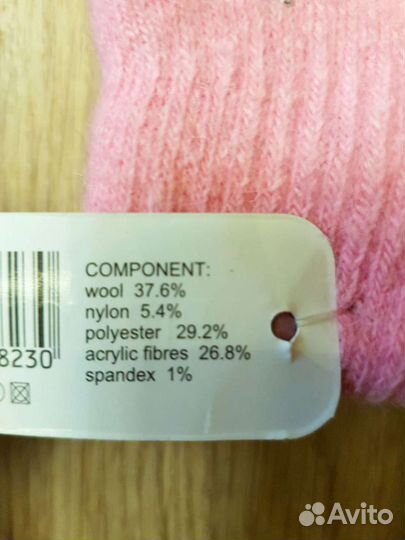 COMPONENT:
wool 37.6%
nylon 5.4%
polyester 29.2%
acrylic fibres 26.8%
spandex 1%
8230
Avito